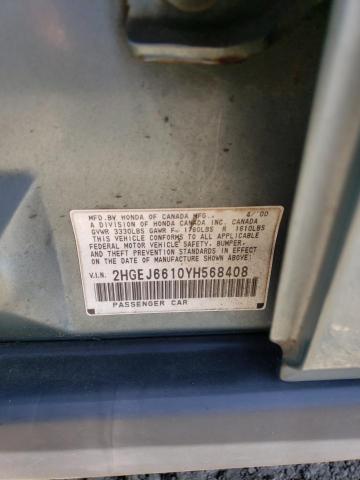 MFD.BY HONDA OF CANADA MFG., 4/'00
A DIVISION OF HONDA CANADA INC. CANADA
GVWR 3330LBS GAWR F 1760LBS R 1610LBS
THIS VEHICLE CONFORMS TO ALL APPLICABLE
FEDERAL MOTOR VEHICLE SAFETY, BUMPER,
AND THEFT PREVENTION STANDARDS IN EFFECT
ON THE DATE OF MANUFACTURE SHOWN ABOVE.
V.I.N. 2HGEJ6610YH568408
PASSENGER CAR